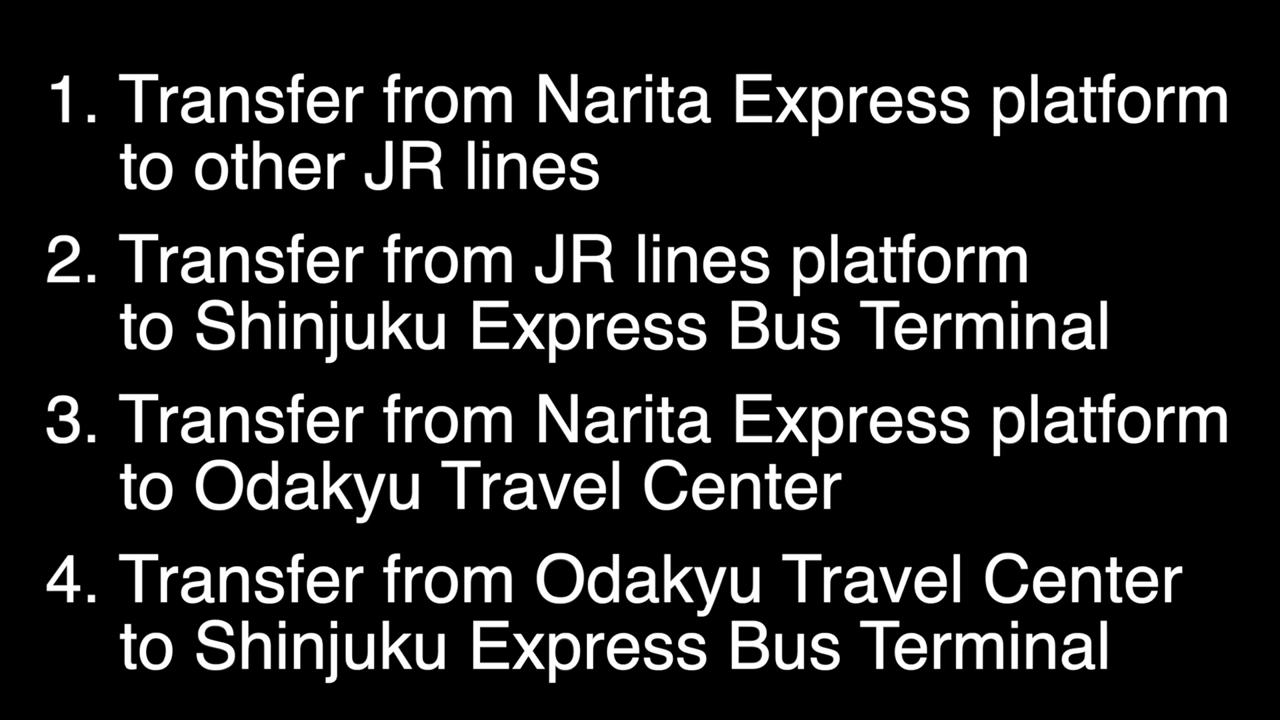 1. Transfer from Narita Express platform
to other JR lines
2. Transfer from JR lines platform
to Shinjuku Express Bus Terminal
3. Transfer from Narita Express platform
to Odakyu Travel Center
4. Transfer from Odakyu Travel Center
to Shinjuku Express Bus Terminal